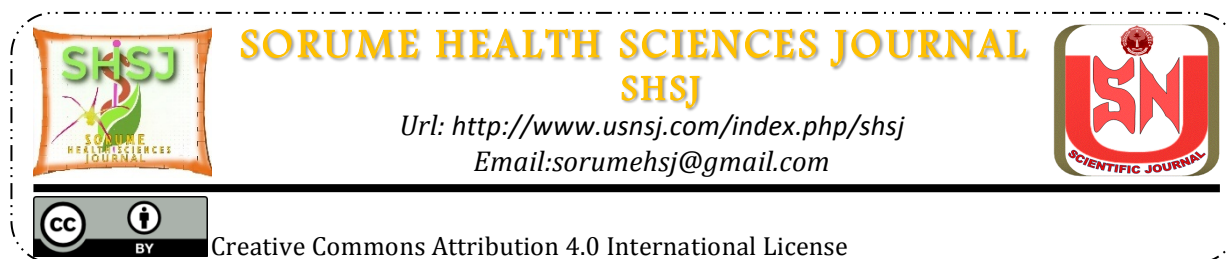 SORUME HEALTH SCIENCES JOURNAL
SHSJ
Url: http://www.usnsj.com/index.php/shsj
Email:sorumehsj@gmail.com
SHSJ
SORUME
HEALTH SCIENCES
JOURNAL
USN
SCIENTIFIC JOURNAL
cc
BY
Creative Commons Attribution 4.0 International License